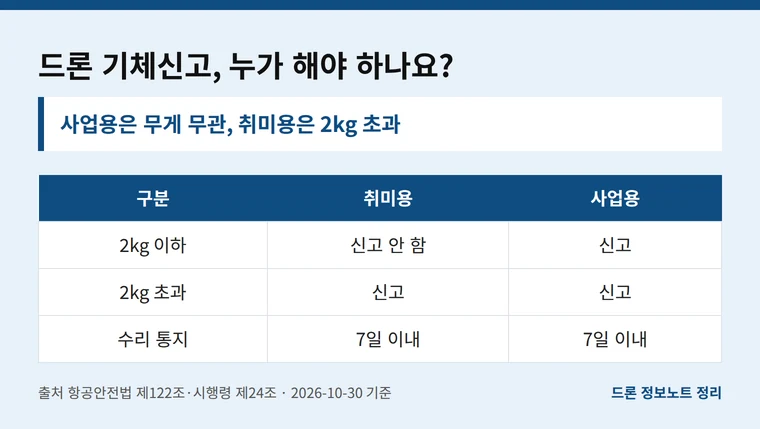 드론 기체신고, 누가 해야 하나요?
사업용은 무게 무관, 취미용은 2kg 초과
구분 취미용 사업용
2kg 이하 신고 안 함 신고
2kg 초과 신고 신고
수리 통지 7일 이내 7일 이내
출처 항공안전법 제122조·시행령 제24조 · 2026-10-30 기준 드론 정보노트 정리